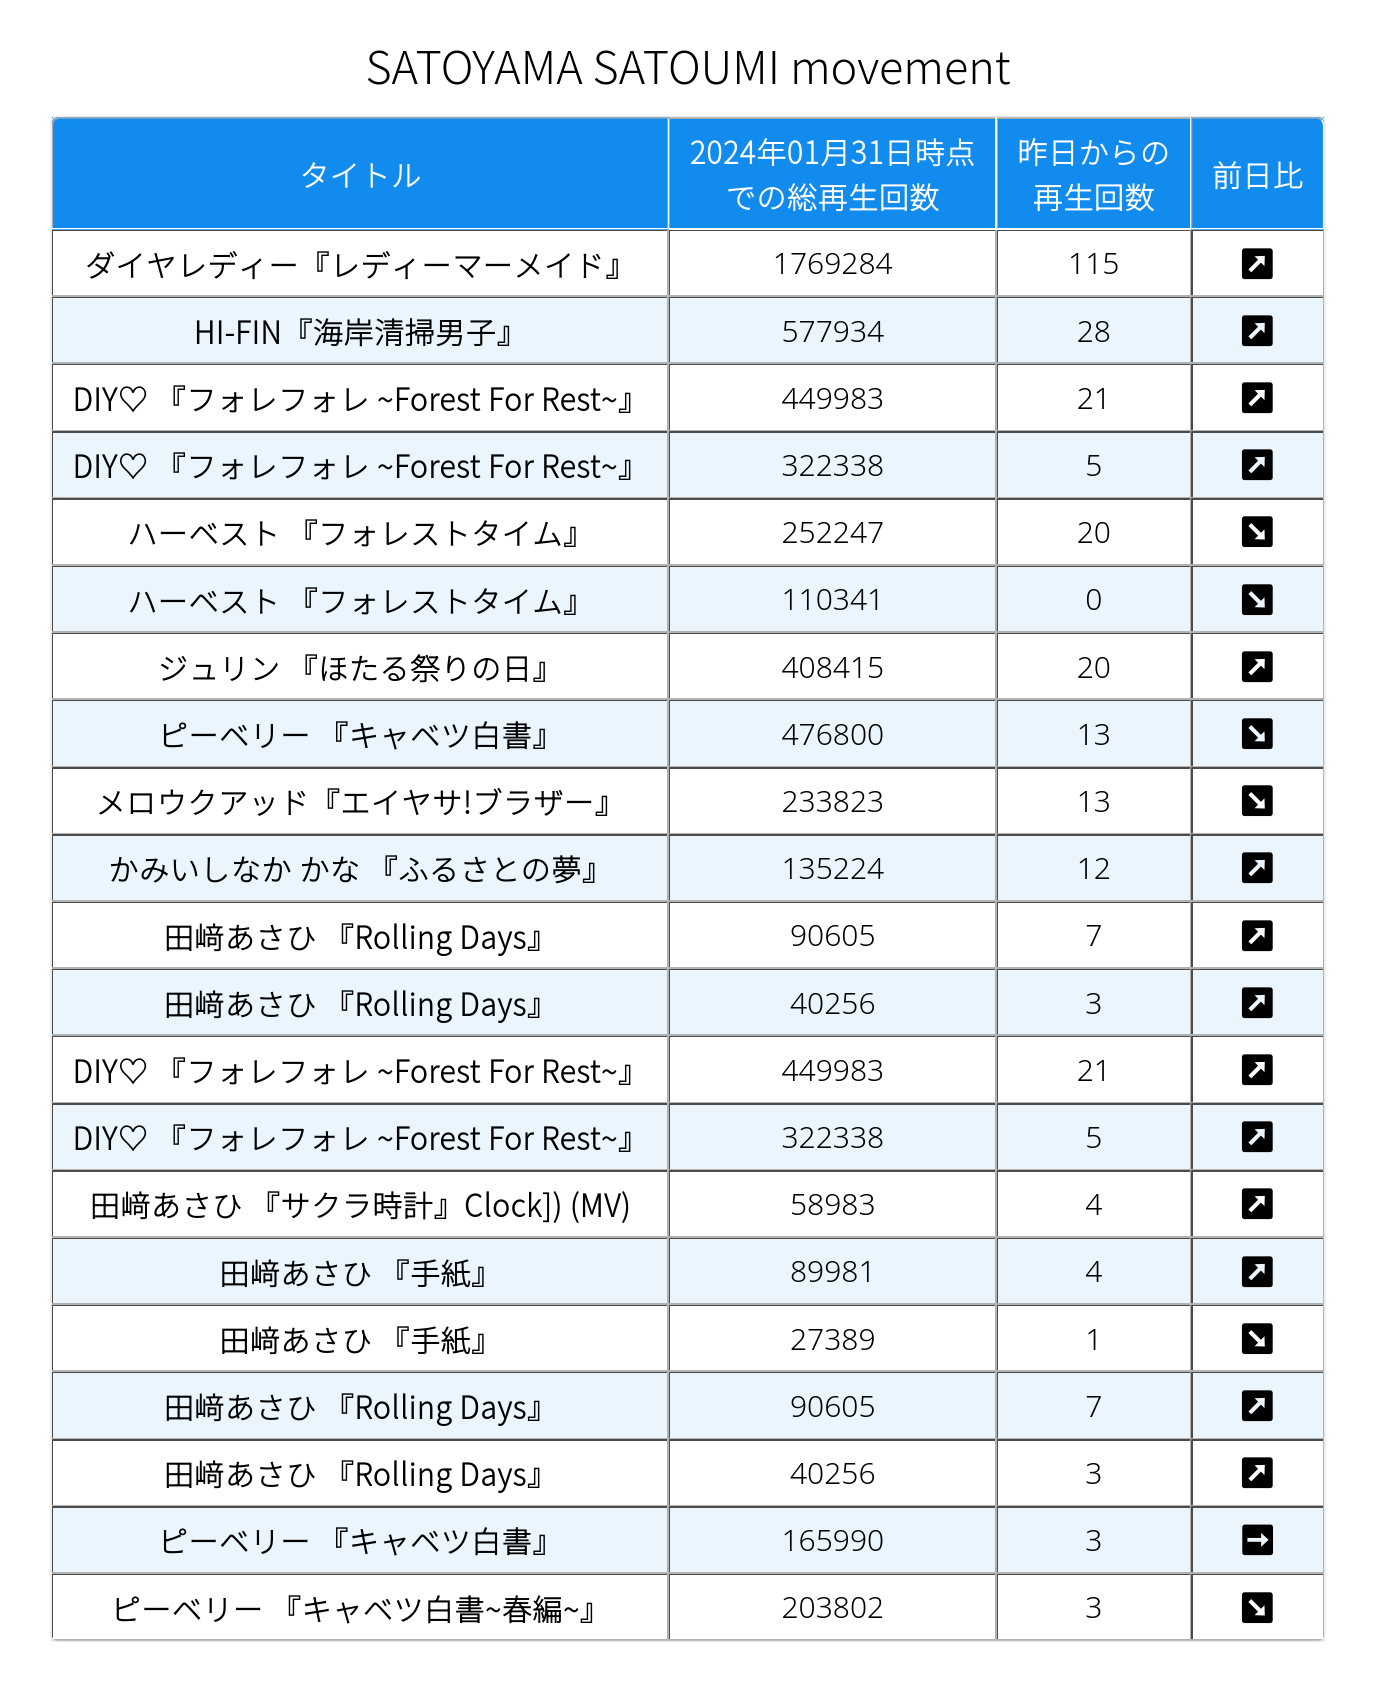 SATOYAMA SATOUMI movement
タイトル 2024年01月31日時点での総再生回数 昨日からの再生回数 前日比
ダイヤレディー『レディーマーメイド』 1769284 115 ↗
HI-FIN『海岸清掃男子』 577934 28 ↗
DIY♡ 『フォレフォレ ~Forest For Rest~』 449983 21 ↗
DIY♡ 『フォレフォレ ~Forest For Rest~』 322338 5 ↗
ハーベスト 『フォレストタイム』 252247 20 ↘
ハーベスト 『フォレストタイム』 110341 0 ↘
ジュリン 『ほたる祭りの日』 408415 20 ↗
ピーベリー 『キャベツ白書』 476800 13 ↘
メロウクアッド『エイヤサ!ブラザー』 233823 13 ↘
かみいしなか かな 『ふるさとの夢』 135224 12 ↗
田﨑あさひ 『Rolling Days』 90605 7 ↗
田﨑あさひ 『Rolling Days』 40256 3 ↗
DIY♡ 『フォレフォレ ~Forest For Rest~』 449983 21 ↗
DIY♡ 『フォレフォレ ~Forest For Rest~』 322338 5 ↗
田﨑あさひ 『サクラ時計』Clock]) (MV) 58983 4 ↗
田﨑あさひ 『手紙』 89981 4 ↗
田﨑あさひ 『手紙』 27389 1 ↘
田﨑あさひ 『Rolling Days』 90605 7 ↗
田﨑あさひ 『Rolling Days』 40256 3 ↗
ピーベリー 『キャベツ白書』 165990 3 →
ピーベリー 『キャベツ白書~春編~』 203802 3 ↘